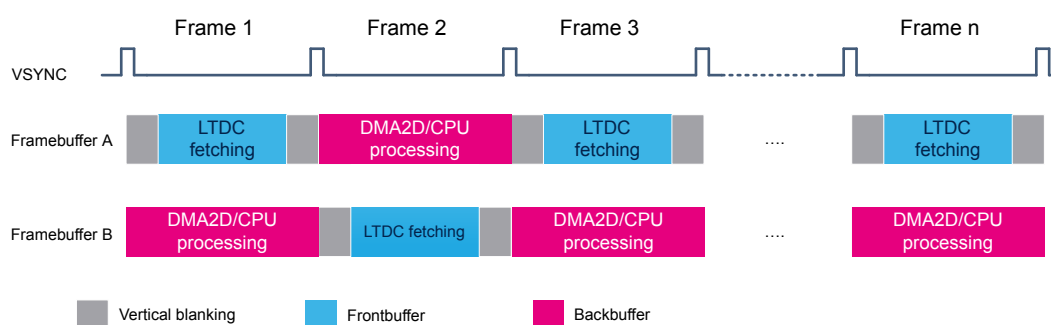 Frame 1 Frame 2 Frame 3 Frame n
VSYNC
Framebuffer A
LTDC
fetching
DMA2D/CPU
processing
LTDC
fetching
....
LTDC
fetching
Framebuffer B
DMA2D/CPU
processing
LTDC fetching
DMA2D/CPU
processing
....
DMA2D/CPU
processing
Vertical blanking
Frontbuffer
Backbuffer